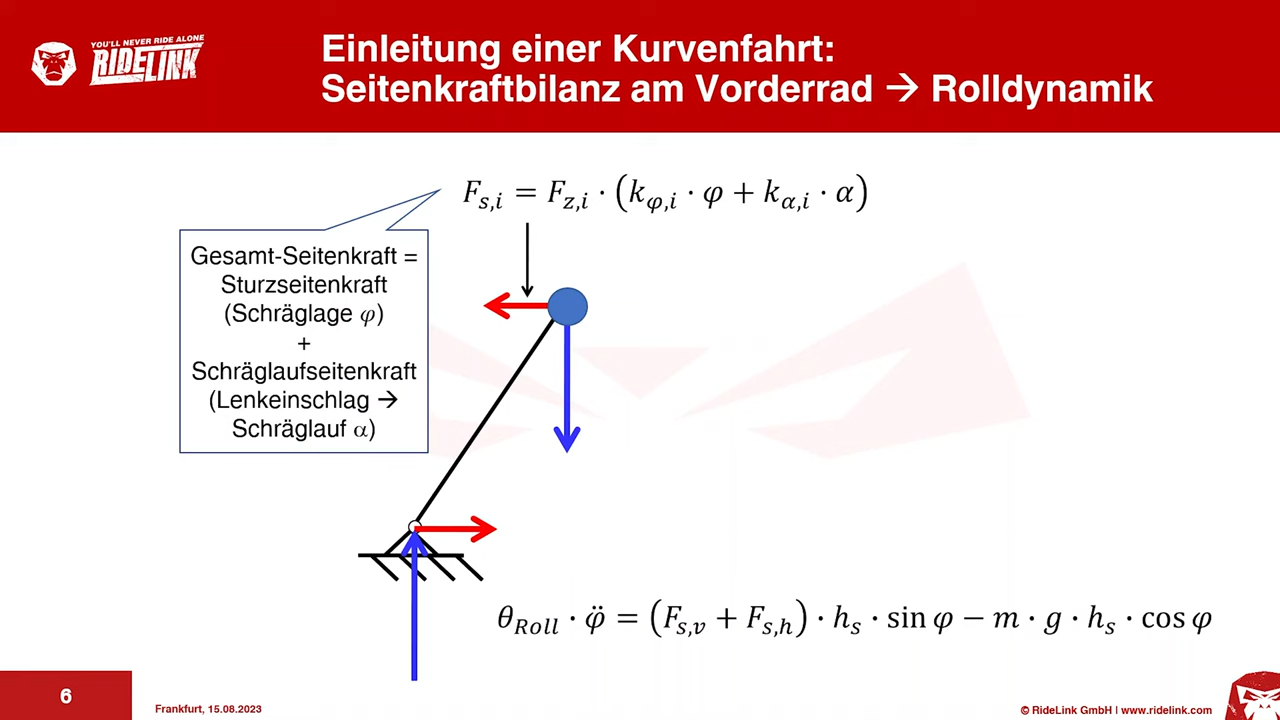 YOU'LL NEVER RIDE ALONE
RIDELINK
Einleitung einer Kurvenfahrt:
Seitenkraftbilanz am Vorderrad → Rolldynamik
F_{s,i} = F_{z,i} · (k_{φ,i} · φ + k_{α,i} · α)
Gesamt-Seitenkraft =
Sturzseitenkraft
(Schräglage φ)
+
Schräglaufseitenkraft
(Lenkeinschlag →
Schräglauf α)
θ_{Roll} · φ̈ = (F_{s,v} + F_{s,h}) · h_s · sin φ − m · g · h_s · cos φ
6
Frankfurt, 15.08.2023
© RideLink GmbH | www.ridelink.com